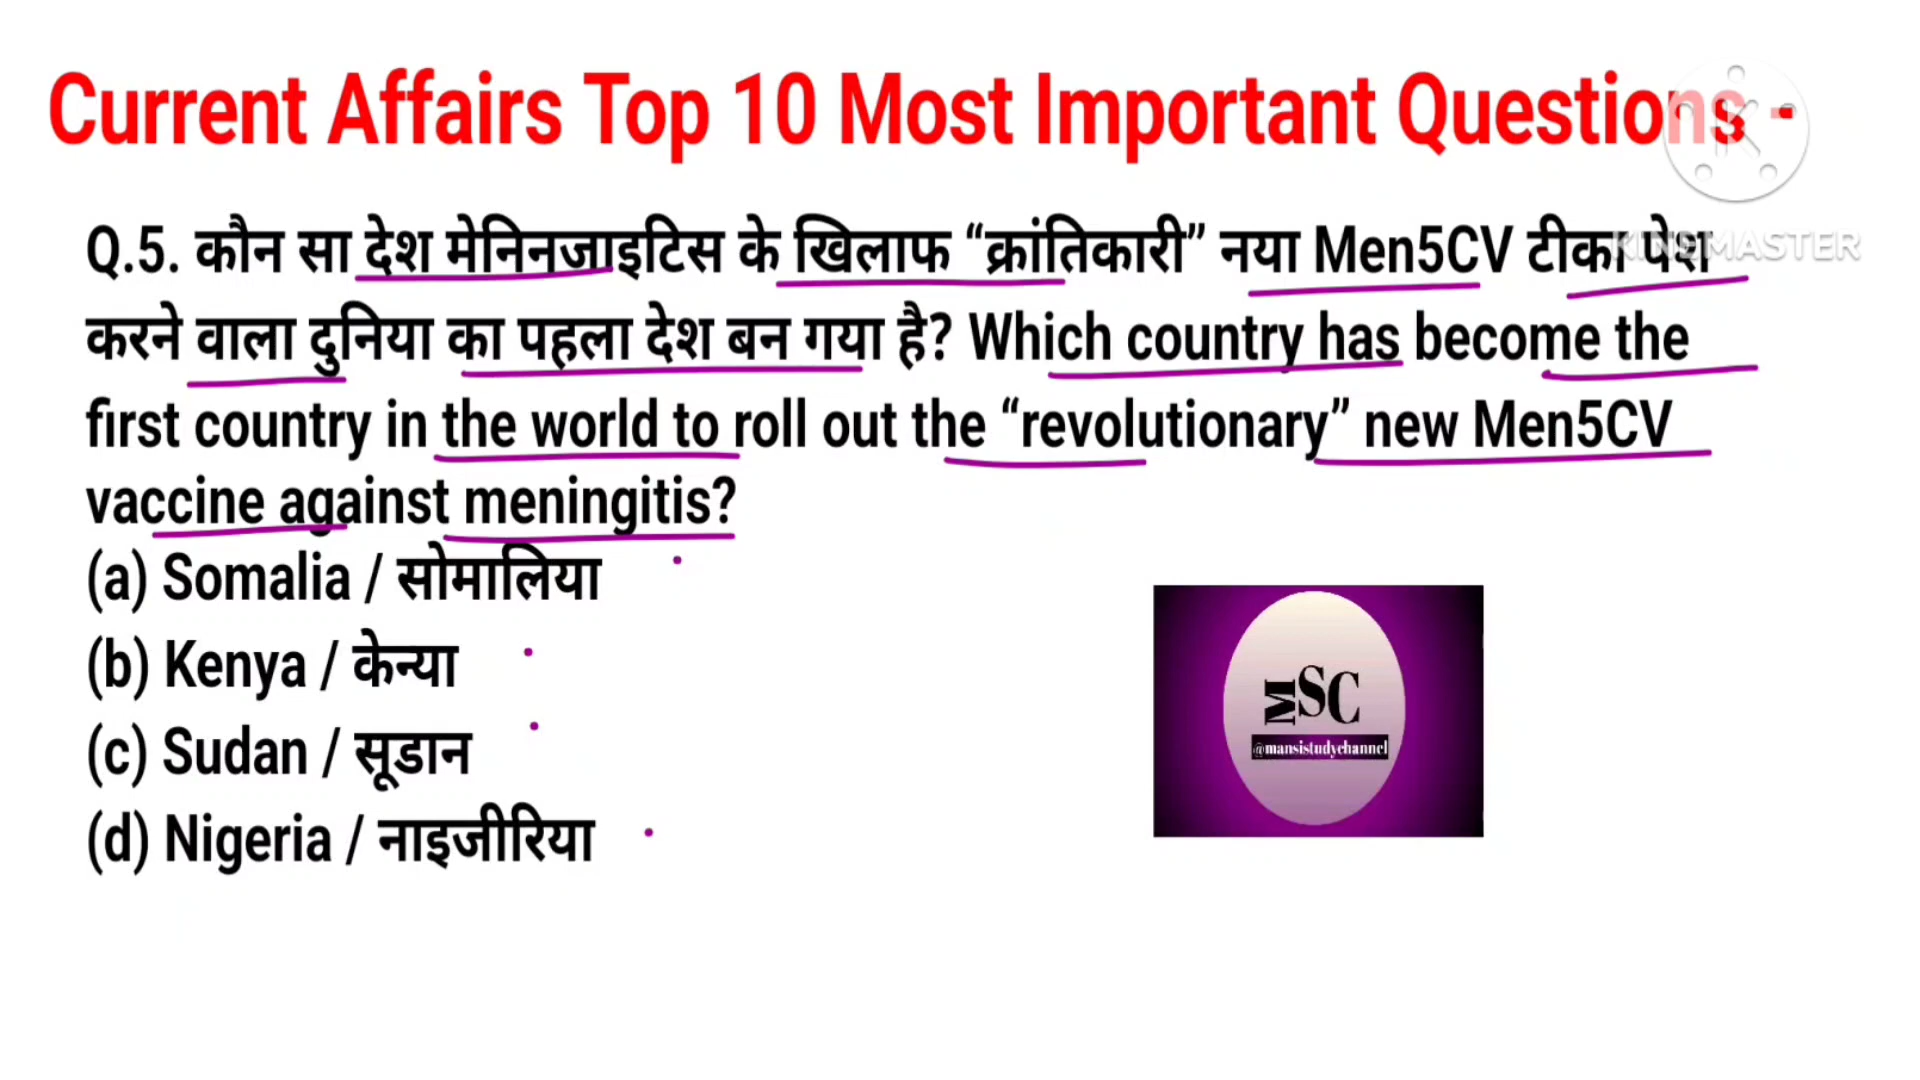 Current Affairs Top 10 Most Important Questions -
KINEMASTER
Q.5. कौन सा देश मेनिनजाइटिस के खिलाफ “क्रांतिकारी” नया Men5CV टीका पेश
करने वाला दुनिया का पहला देश बन गया है? Which country has become the
first country in the world to roll out the “revolutionary” new Men5CV
vaccine against meningitis?
(a) Somalia / सोमालिया
(b) Kenya / केन्या
(c) Sudan / सूडान
(d) Nigeria / नाइजीरिया
MSC
@mansistudychannel